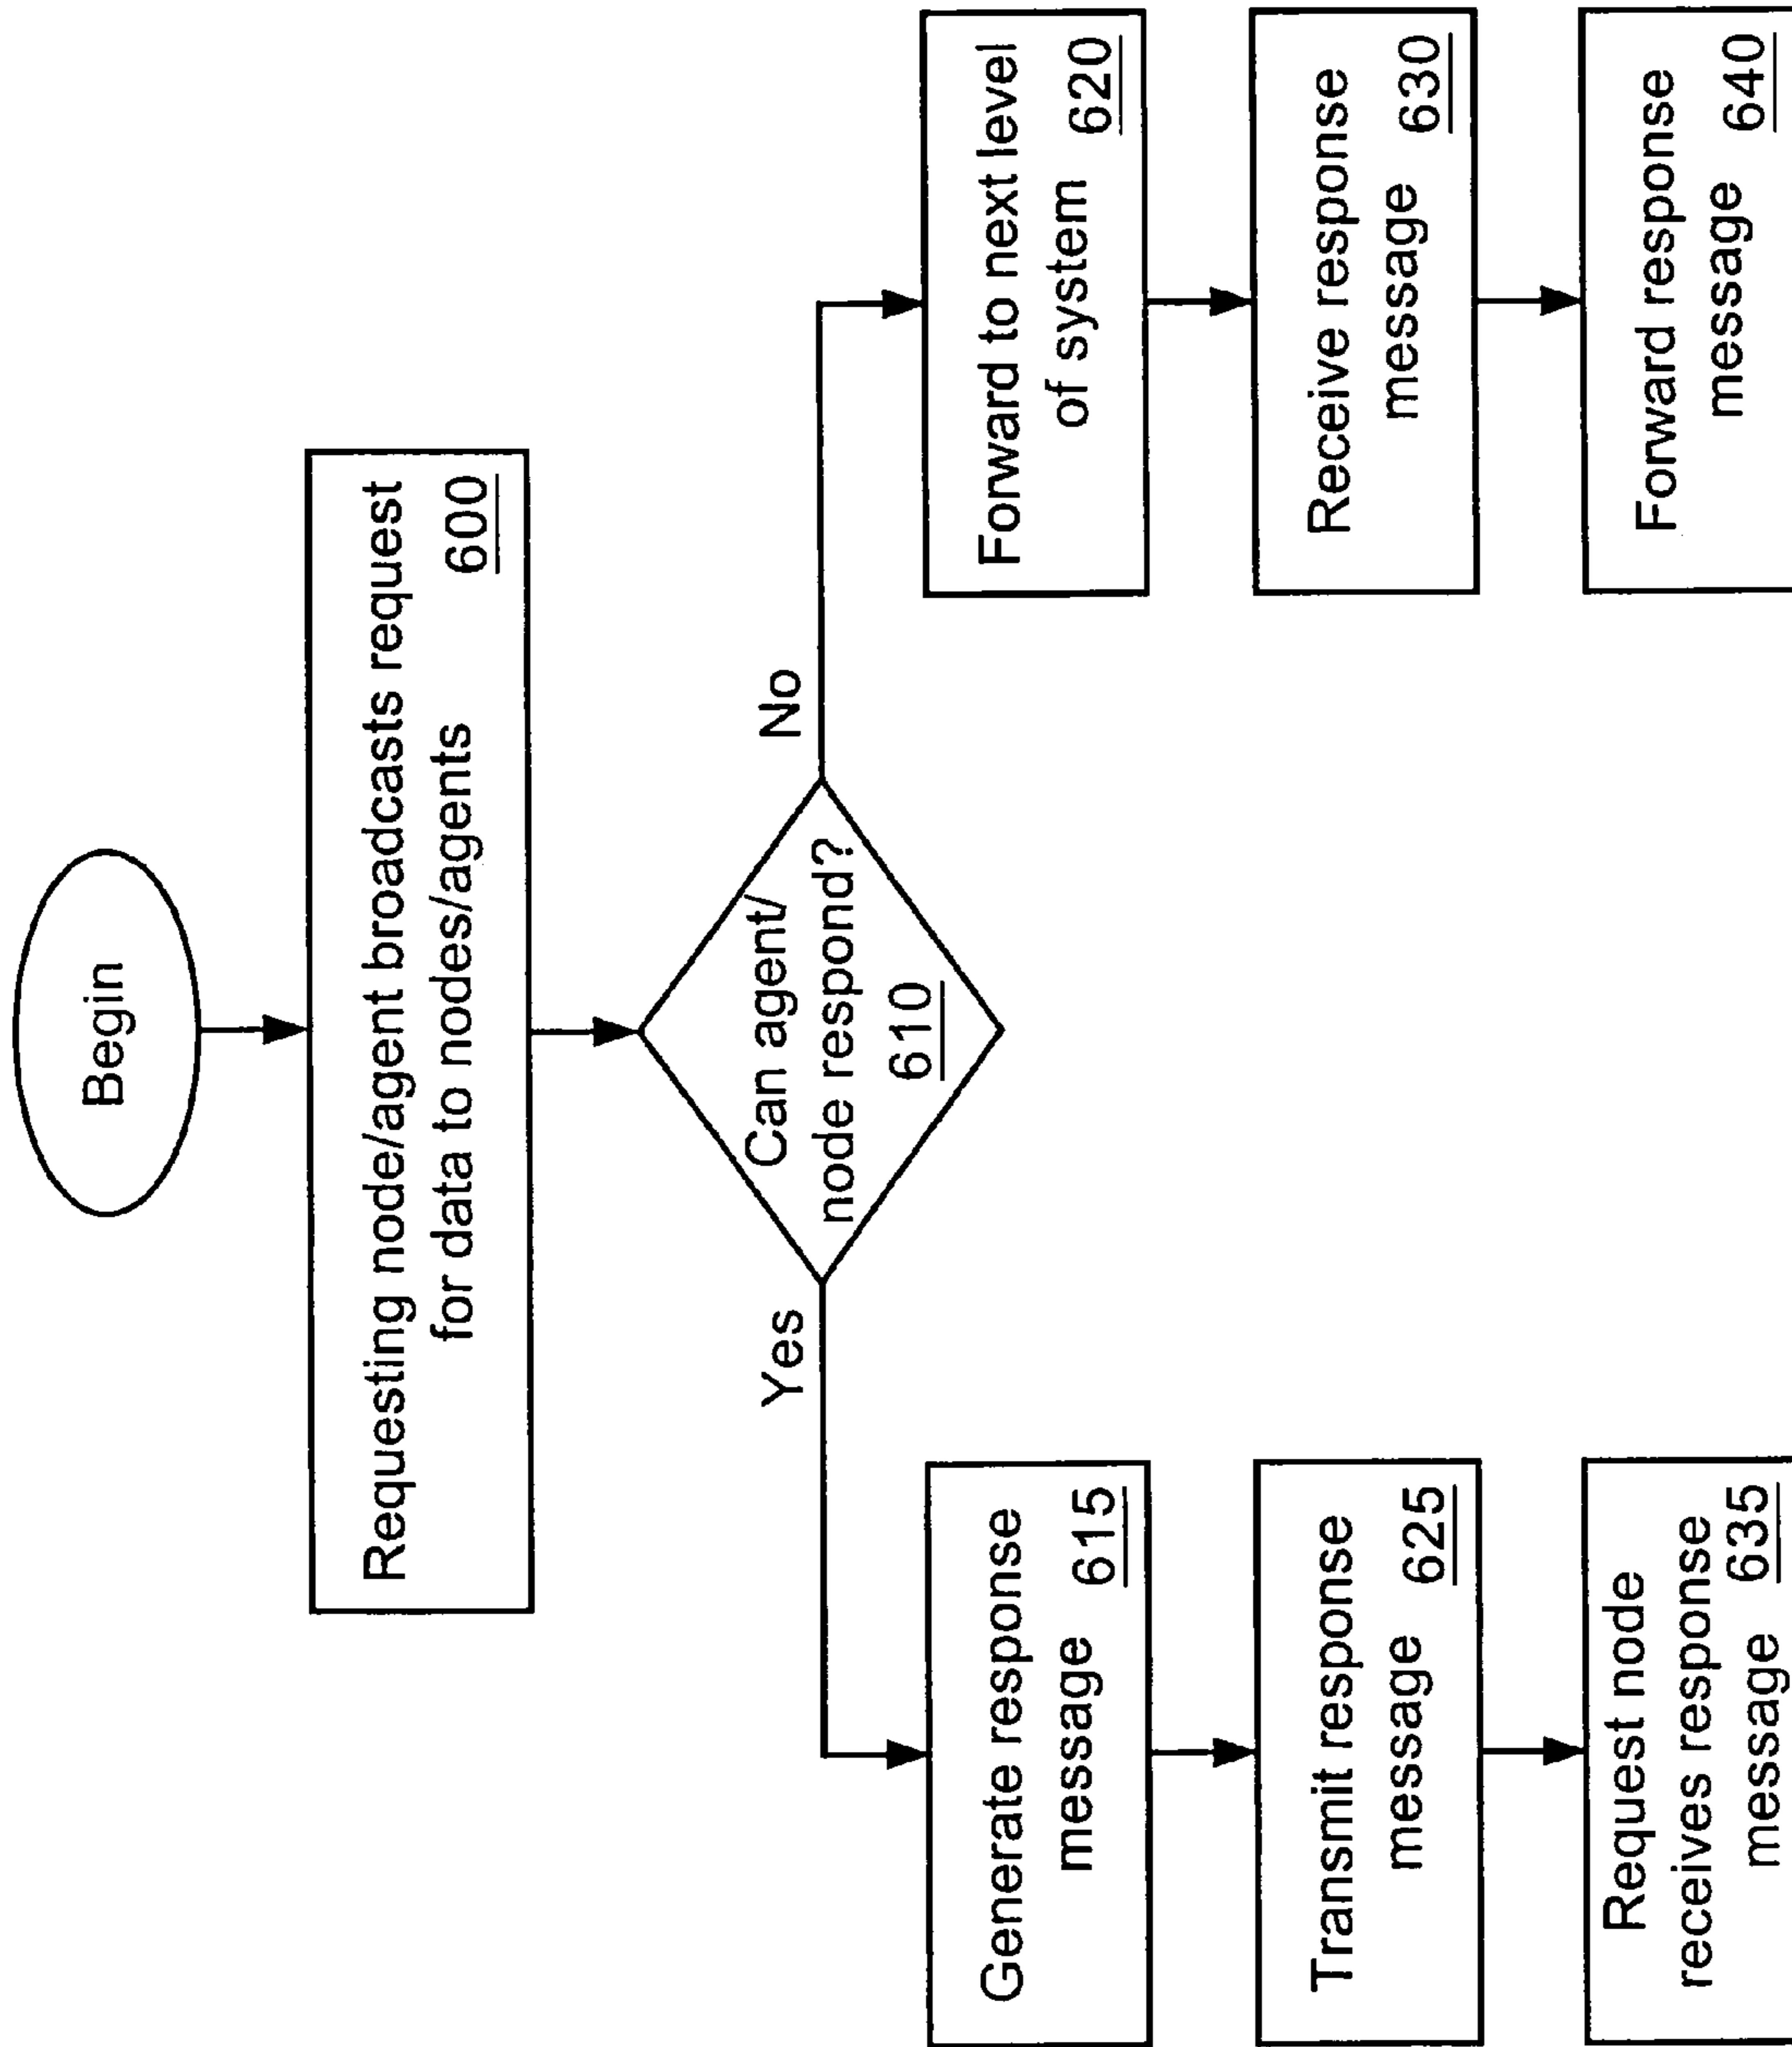 Begin
Requesting node/agent broadcasts request
for data to nodes/agents 600
Can agent/
node respond?
610
Yes
No
Generate response
message 615
Transmit response
message 625
Request node
receives response
message 635
Forward to next level
of system 620
Receive response
message 630
Forward response
message 640